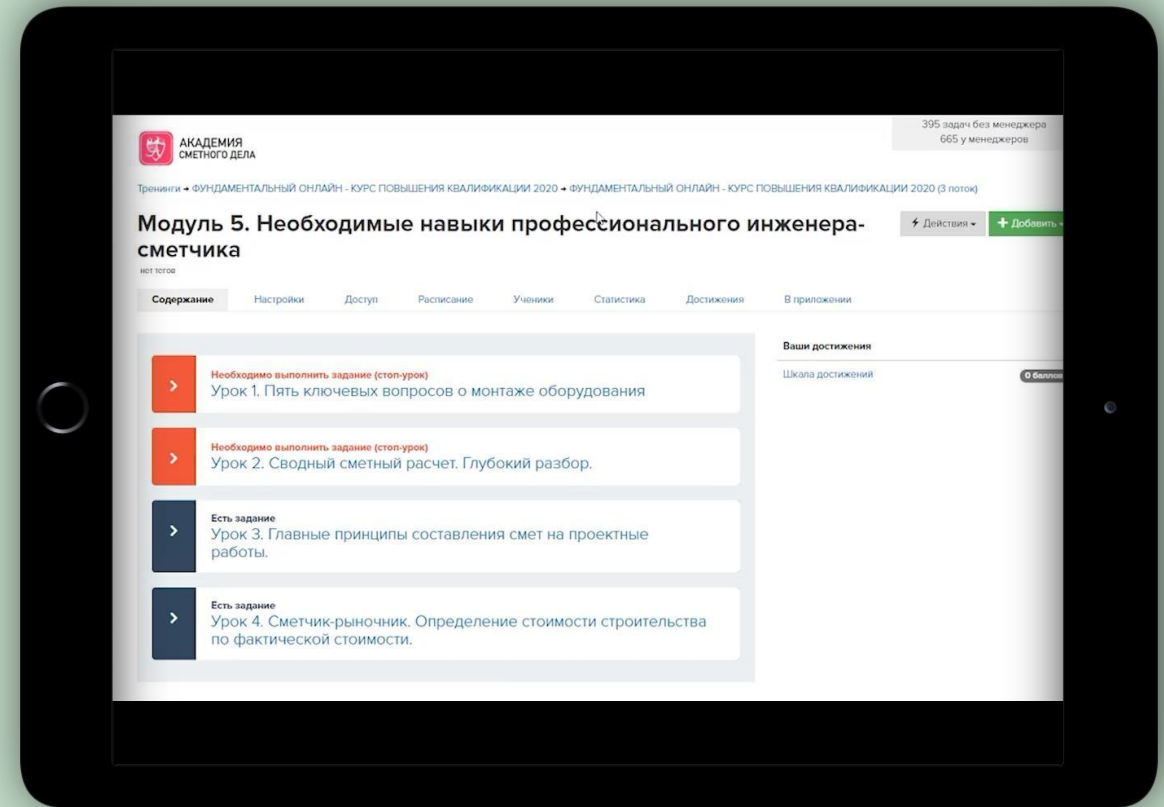 АКАДЕМИЯ
СМЕТНОГО ДЕЛА
395 задач без менеджера
665 у менеджеров
Тренинги → ФУНДАМЕНТАЛЬНЫЙ ОНЛАЙН - КУРС ПОВЫШЕНИЯ КВАЛИФИКАЦИИ 2020 → ФУНДАМЕНТАЛЬНЫЙ ОНЛАЙН - КУРС ПОВЫШЕНИЯ КВАЛИФИКАЦИИ 2020 (3 поток)
Модуль 5. Необходимые навыки профессионального инженера-
сметчика
Действия
+ Добавить
нет тегов
Содержание Настройки Доступ Расписание Ученики Статистика Достижения В приложении
Необходимо выполнить задание (стоп-урок)
Урок 1. Пять ключевых вопросов о монтаже оборудования
Необходимо выполнить задание (стоп-урок)
Урок 2. Сводный сметный расчет. Глубокий разбор.
Есть задание
Урок 3. Главные принципы составления смет на проектные
работы.
Есть задание
Урок 4. Сметчик-рыночник. Определение стоимости строительства
по фактической стоимости.
Ваши достижения
Шкала достижений
0 баллов